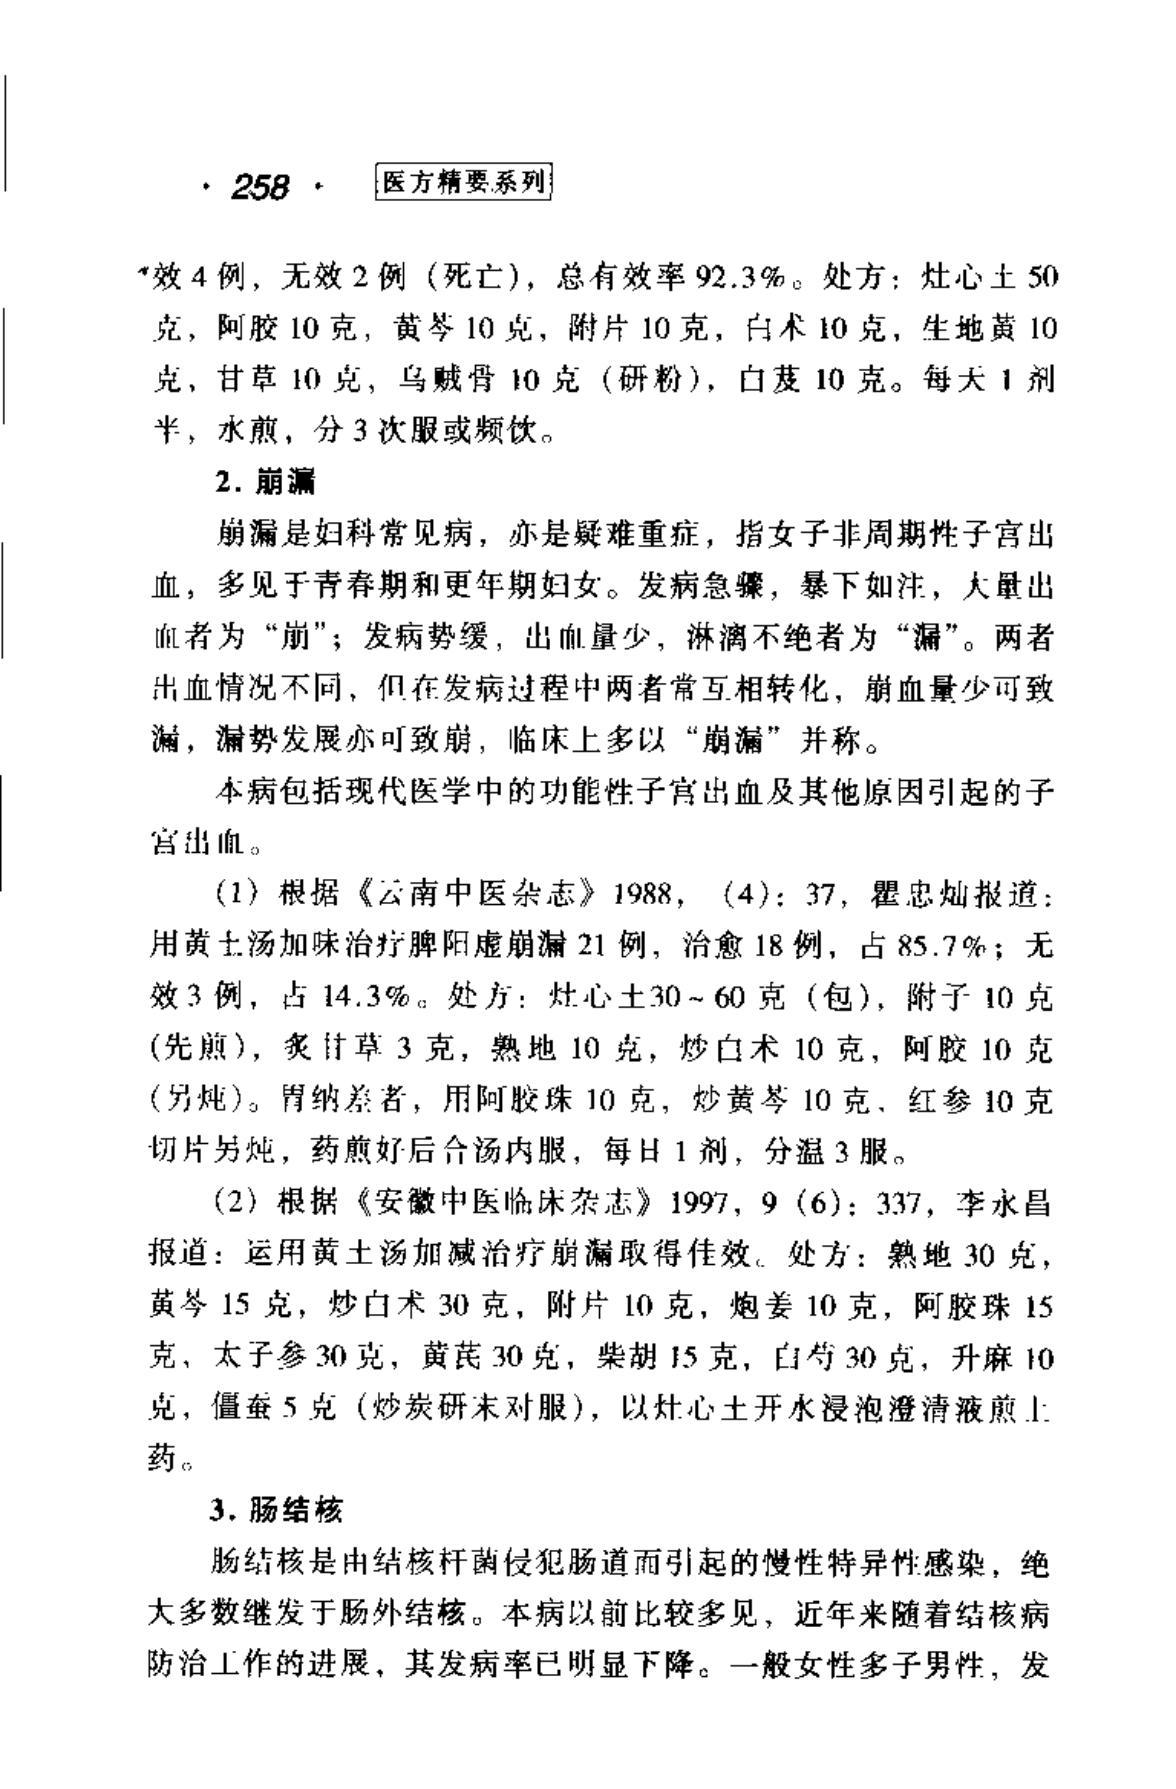 · 258 · 医方精要系列
效 4 例，无效 2 例（死亡），总有效率 92.3%。处方：灶心土 50
克，阿胶 10 克，黄芩 10 克，附片 10 克，白术 10 克，生地黄 10
克，甘草 10 克，乌贼骨 10 克（研粉），白芨 10 克。每天 1 剂
半，水煎，分 3 次服或频饮。
2. 崩漏
崩漏是妇科常见病，亦是疑难重症，指女子非周期性子宫出
血，多见于青春期和更年期妇女。发病急骤，暴下如注，大量出
血者为“崩”；发病势缓，出血量少，淋漓不绝者为“漏”。两者
出血情况不同，但在发病过程中两者常互相转化，崩血量少可致
漏，漏势发展亦可致崩，临床上多以“崩漏”并称。
本病包括现代医学中的功能性子宫出血及其他原因引起的子
宫出血。
（1）根据《云南中医杂志》1988，（4）：37，瞿忠灿报道：
用黄土汤加味治疗脾阳虚崩漏 21 例，治愈 18 例，占 85.7%；无
效 3 例，占 14.3%。处方：灶心土30～60 克（包），附子 10 克
（先煎），炙甘草 3 克，熟地 10 克，炒白术 10 克，阿胶 10 克
（另炖）。胃纳差者，用阿胶珠 10 克，炒黄芩 10 克、红参 10 克
切片另炖，药煎好后合汤内服，每日 1 剂，分温 3 服。
（2）根据《安徽中医临床杂志》1997，9（6）：337，李永昌
报道：运用黄土汤加减治疗崩漏取得佳效。处方：熟地 30 克，
黄芩 15 克，炒白术 30 克，附片 10 克，炮姜 10 克，阿胶珠 15
克，太子参 30 克，黄芪 30 克，柴胡 15 克，白芍 30 克，升麻 10
克，僵蚕 5 克（炒炭研末对服），以灶心土开水浸泡澄清液煎上
药。
3. 肠结核
肠结核是由结核杆菌侵犯肠道而引起的慢性特异性感染，绝
大多数继发于肠外结核。本病以前比较多见，近年来随着结核病
防治工作的进展，其发病率已明显下降。一般女性多子男性，发